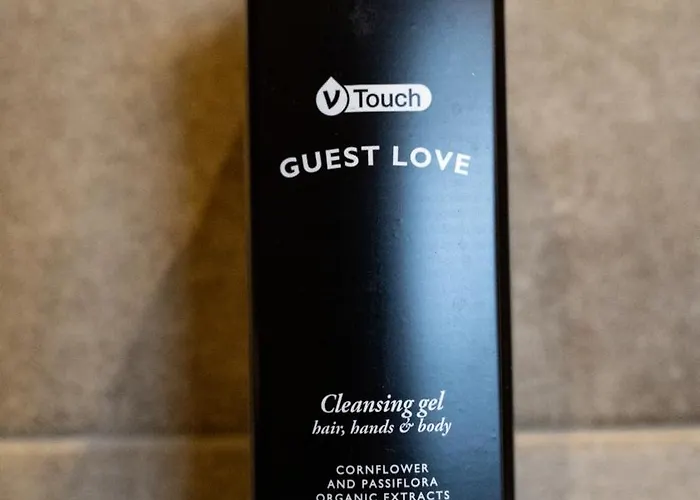 V Touch
GUEST LOVE
Cleansing gel
hair, hands & body
CORNFLOWER
AND PASSIFLORA
ORGANIC EXTRACTS